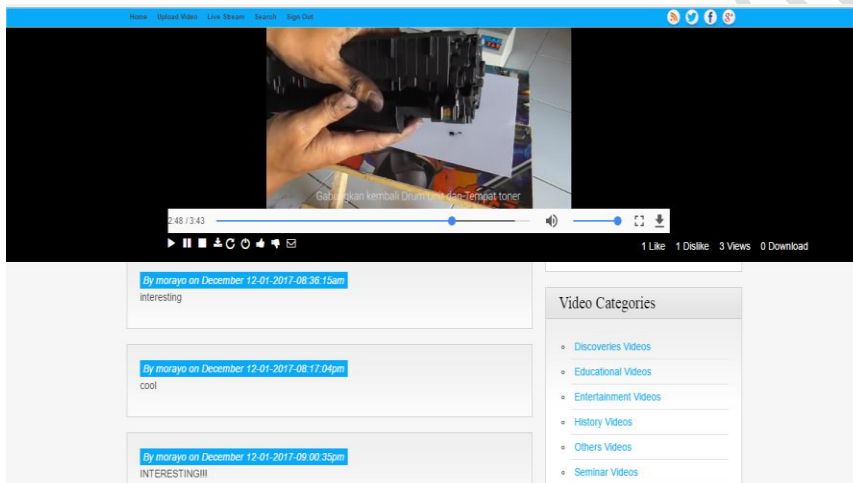 Home Upload Video Live Stream Search Sign Out
Gabungkan kembali Drum Unit dan Tempat toner
2:48 / 3:43
1 Like 1 Dislike 3 Views 0 Download
By morayo on December 12-01-2017-08:36:15am
interesting
By morayo on December 12-01-2017-08:17:04pm
cool
By morayo on December 12-01-2017-09:00:35pm
INTERESTING!!!
Video Categories
Discoveries Videos
Educational Videos
Entertainment Videos
History Videos
Others Videos
Seminar Videos